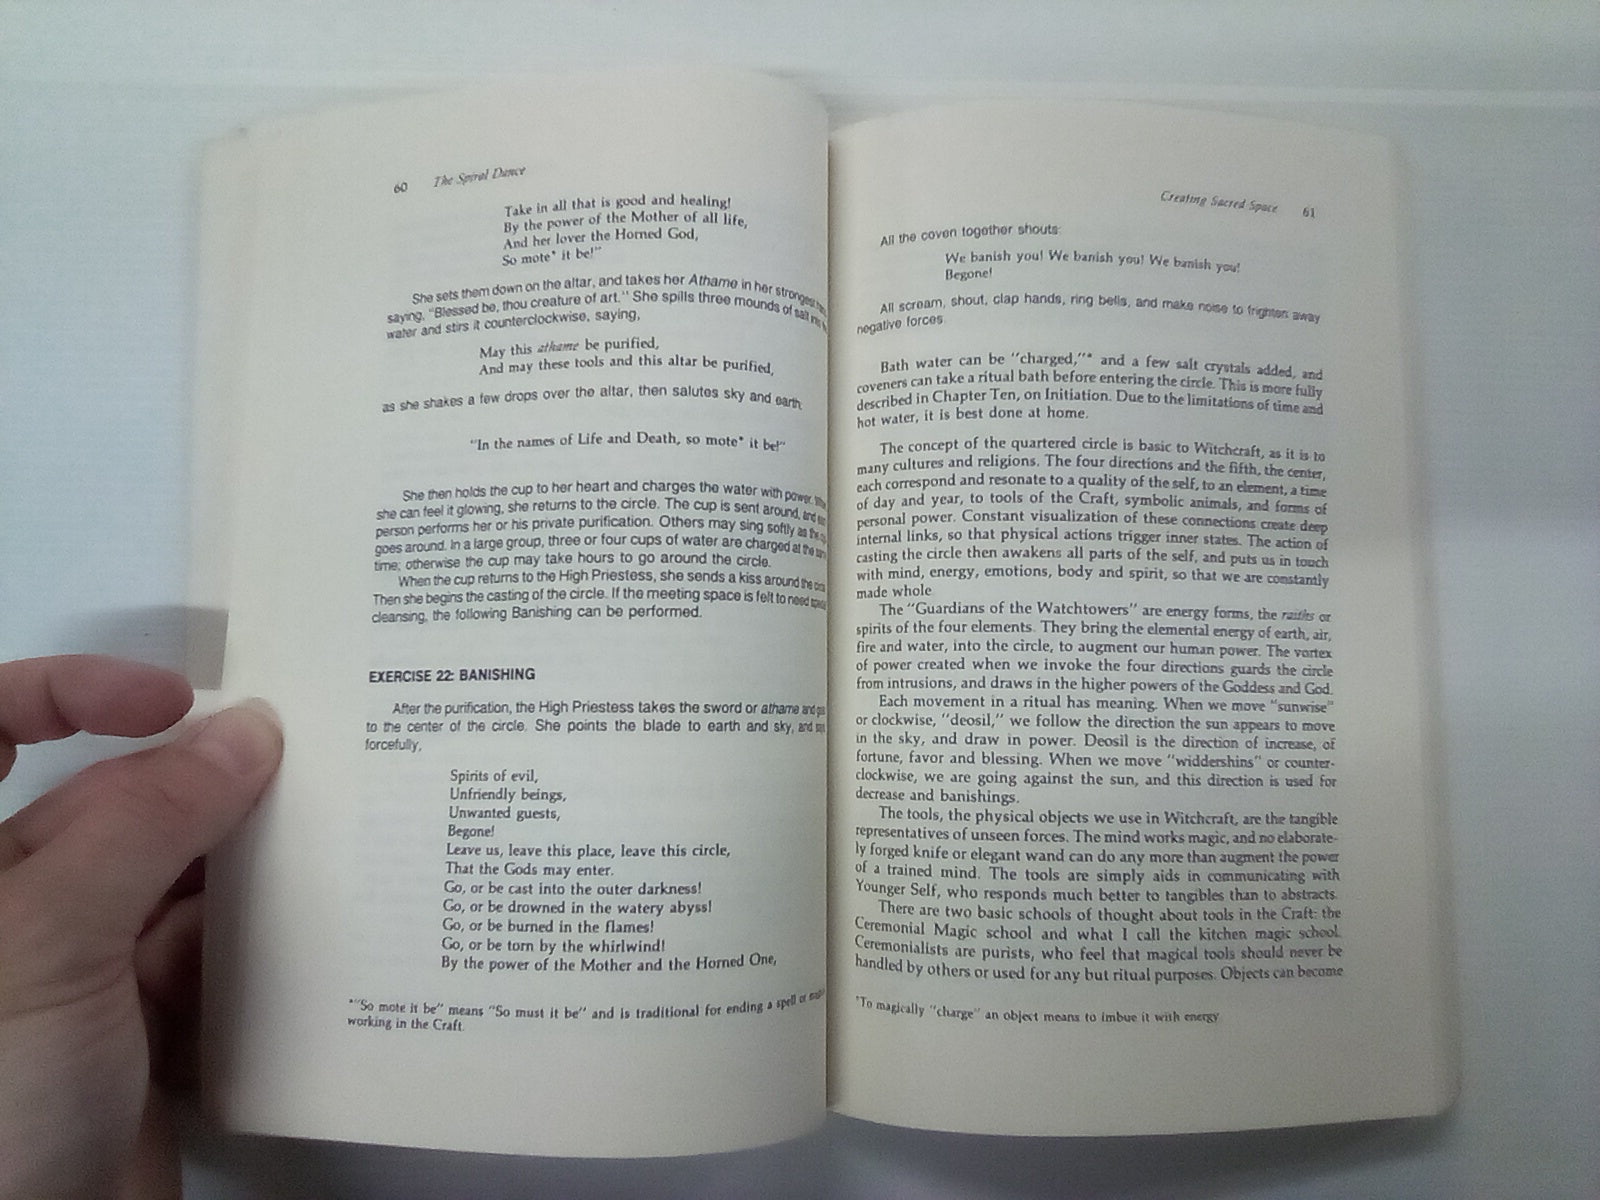 60 The Spiral Dance
Take in all that is good and healing!
By the power of the Mother of all life,
And her lover the Horned God,
So mote* it be!"
She sets them down on the altar, and takes her Athame in her strongest
saying, "Blessed be, thou creature of art." She spills three mounds of salt into
water and stirs it counterclockwise, saying,
May this athame be purified,
And may these tools and this altar be purified,
as she shakes a few drops over the altar, then salutes sky and earth.
"In the names of Life and Death, so mote* it be!"
She then holds the cup to her heart and charges the water with power.
she can feel it glowing, she returns to the circle. The cup is sent around, and
person performs her or his private purification. Others may sing softly as the
goes around. In a large group, three or four cups of water are charged at the
time; otherwise the cup may take hours to go around the circle.
When the cup returns to the High Priestess, she sends a kiss around the
Then she begins the casting of the circle. If the meeting space is felt to need
cleansing, the following Banishing can be performed.
EXERCISE 22: BANISHING
After the purification, the High Priestess takes the sword or athame and
to the center of the circle. She points the blade to earth and sky, and
forcefully,
Spirits of evil,
Unfriendly beings,
Unwanted guests,
Begone!
Leave us, leave this place, leave this circle,
That the Gods may enter.
Go, or be cast into the outer darkness!
Go, or be drowned in the watery abyss!
Go, or be burned in the flames!
Go, or be torn by the whirlwind!
By the power of the Mother and the Horned One,
*"So mote it be" means "So must it be" and is traditional for ending a spell or
working in the Craft.
Creating Sacred Space 61
All the coven together shouts:
We banish you! We banish you! We banish you!
Begone!
All scream, shout, clap hands, ring bells, and make noise to frighten away
negative forces.
Bath water can be "charged,"* and a few salt crystals added, and
coveners can take a ritual bath before entering the circle. This is more fully
described in Chapter Ten, on Initiation. Due to the limitations of time and
hot water, it is best done at home.
The concept of the quartered circle is basic to Witchcraft, as it is to
many cultures and religions. The four directions and the fifth, the center,
each correspond and resonate to a quality of the self, to an element, a time
of day and year, to tools of the Craft, symbolic animals, and forms of
personal power. Constant visualization of these connections create deep
internal links, so that physical actions trigger inner states. The action of
casting the circle then awakens all parts of the self, and puts us in touch
with mind, energy, emotions, body and spirit, so that we are constantly
made whole.
The "Guardians of the Watchtowers" are energy forms, the raiths or
spirits of the four elements. They bring the elemental energy of earth, air,
fire and water, into the circle, to augment our human power. The vortex
of power created when we invoke the four directions guards the circle
from intrusions, and draws in the higher powers of the Goddess and God.
Each movement in a ritual has meaning. When we move "sunwise"
or clockwise, "deosil," we follow the direction the sun appears to move
in the sky, and draw in power. Deosil is the direction of increase, of
fortune, favor and blessing. When we move "widdershins" or counter-
clockwise, we are going against the sun, and this direction is used for
decrease and banishings.
The tools, the physical objects we use in Witchcraft, are the tangible
representatives of unseen forces. The mind works magic, and no elaborate-
ly forged knife or elegant wand can do any more than augment the power
of a trained mind. The tools are simply aids in communicating with
Younger Self, who responds much better to tangibles than to abstracts.
There are two basic schools of thought about tools in the Craft: the
Ceremonial Magic school and what I call the kitchen magic school.
Ceremonialists are purists, who feel that magical tools should never be
handled by others or used for any but ritual purposes. Objects can become
*To magically "charge" an object means to imbue it with energy.